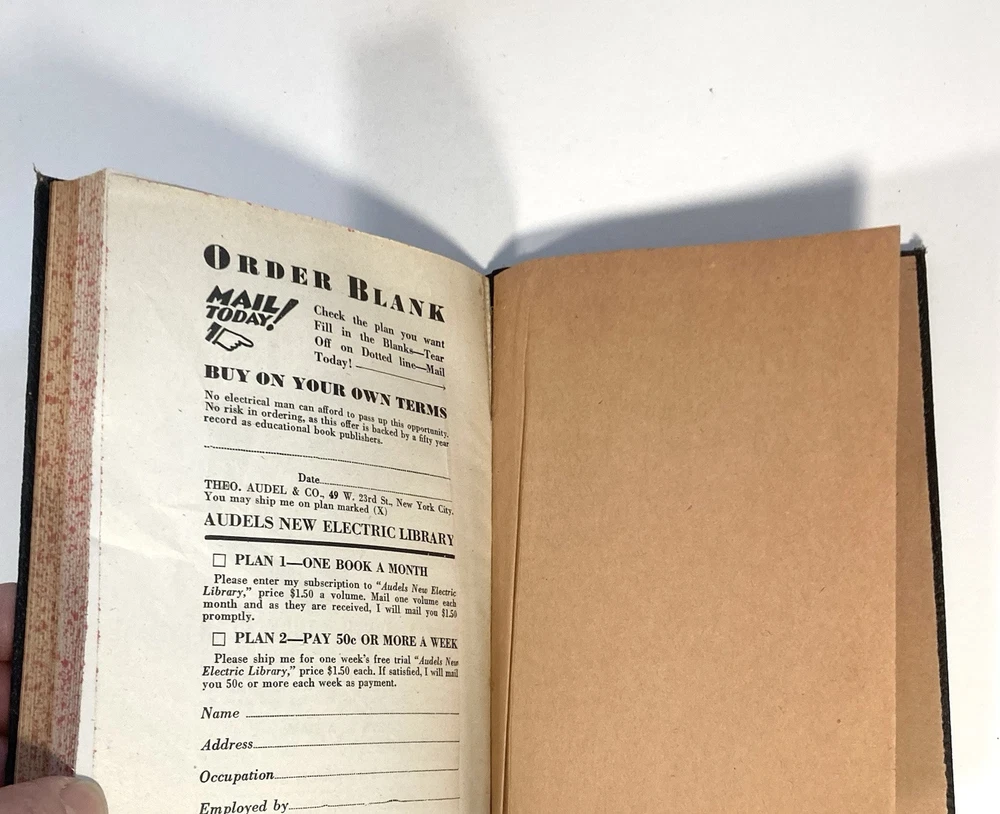 ORDER BLANK
MAIL
TODAY!
Check the plan you want
Fill in the Blanks—Tear
Off on Dotted line—Mail
Today!
BUY ON YOUR OWN TERMS
No electrical man can afford to pass up this opportunity.
No risk in ordering, as this offer is backed by a fifty year
record as educational book publishers.
Date
THEO. AUDEL & CO., 49 W. 23rd St., New York City.
You may ship me on plan marked (X)
AUDELS NEW ELECTRIC LIBRARY
PLAN 1—ONE BOOK A MONTH
Please enter my subscription to "Audels New Electric
Library," price $1.50 a volume. Mail one volume each
month and as they are received, I will mail you $1.50
promptly.
PLAN 2—PAY 50c OR MORE A WEEK
Please ship me for one week's free trial "Audels New
Electric Library," price $1.50 each. If satisfied, I will mail
you 50c or more each week as payment.
Name
Address
Occupation
Employed by